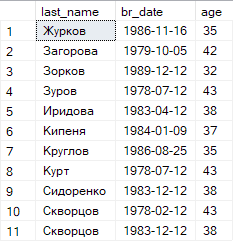 last_name br_date age
1 Журков 1986-11-16 35
2 Загорова 1979-10-05 42
3 Зорков 1989-12-12 32
4 Зуров 1978-07-12 43
5 Иридова 1983-04-12 38
6 Кипеня 1984-01-09 37
7 Круглов 1986-08-25 35
8 Курт 1978-07-12 43
9 Сидоренко 1983-12-12 38
10 Скворцов 1978-02-12 43
11 Скворцов 1983-12-12 38